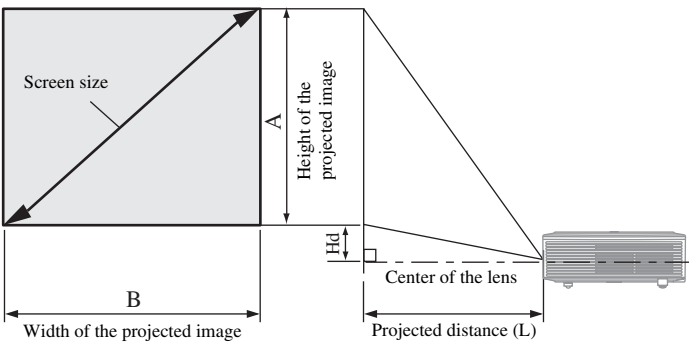 Screen size
A
Height of the
projected image
Hd
Center of the lens
B
Width of the projected image
Projected distance (L)